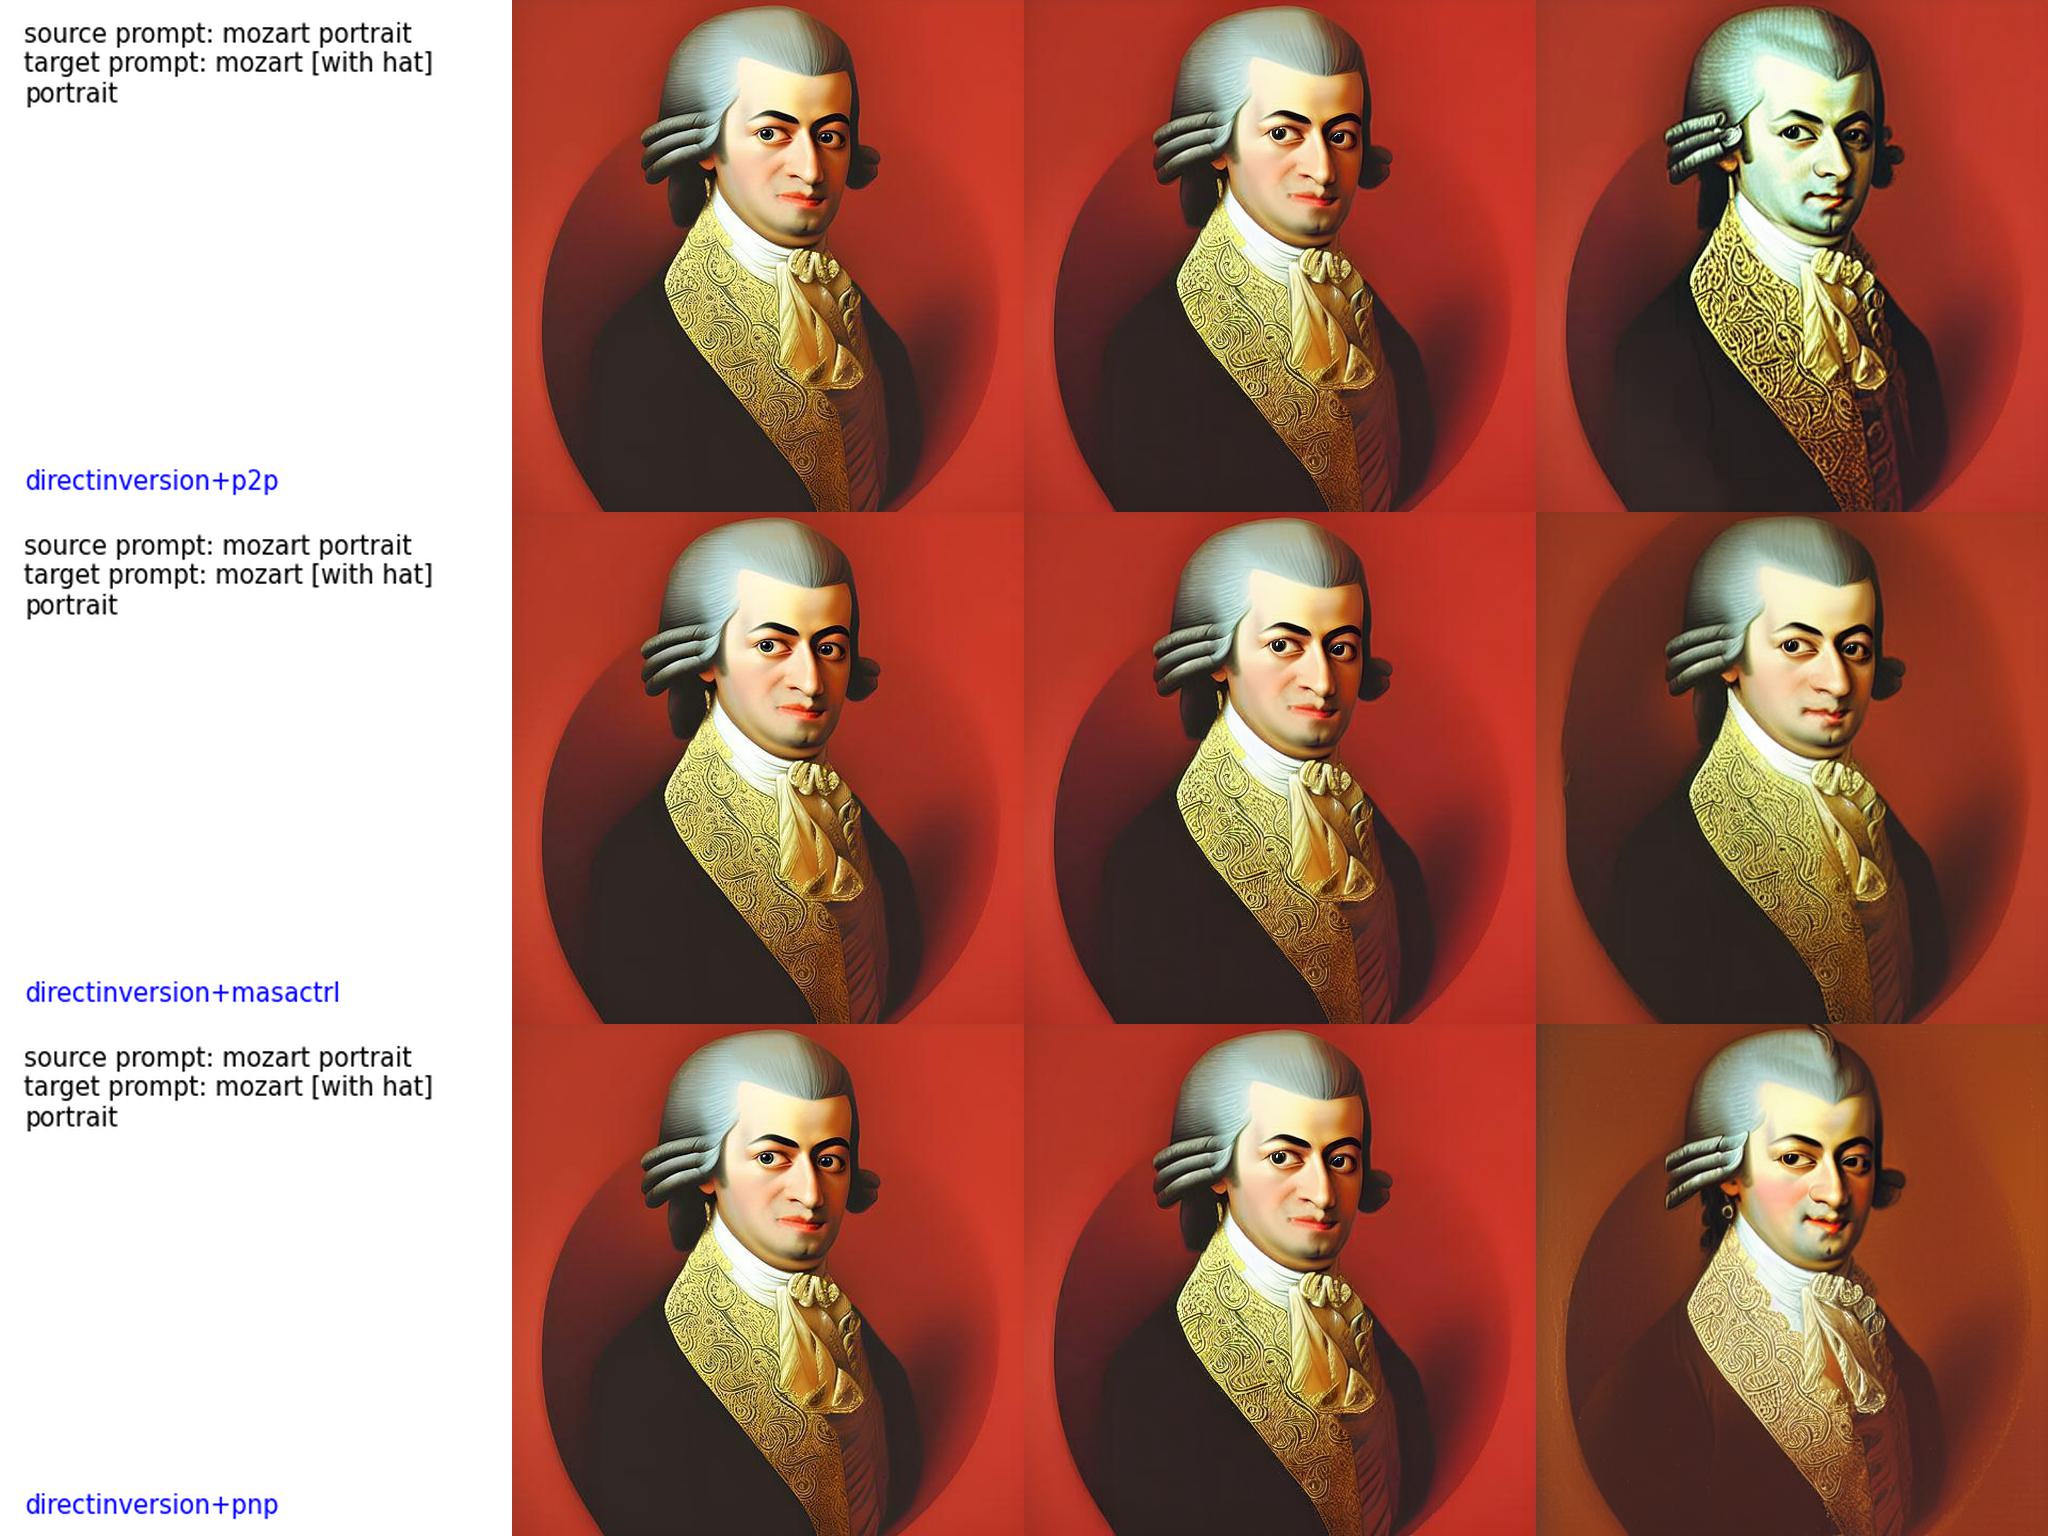 source prompt: mozart portrait
target prompt: mozart [with hat]
portrait
directinversion+p2p
source prompt: mozart portrait
target prompt: mozart [with hat]
portrait
directinversion+masactrl
source prompt: mozart portrait
target prompt: mozart [with hat]
portrait
directinversion+pnp